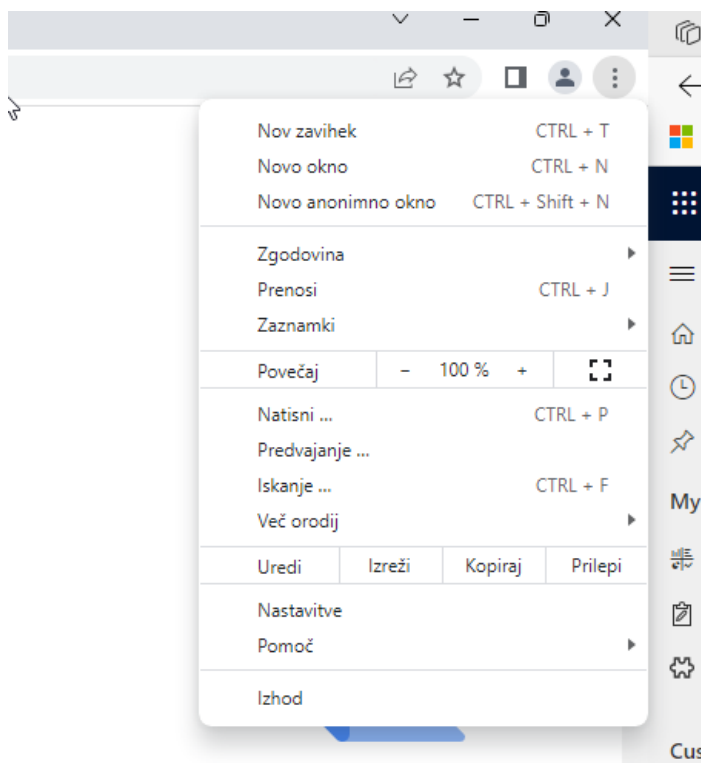 Nov zavihek CTRL + T
Novo okno CTRL + N
Novo anonimno okno CTRL + Shift + N
Zgodovina
Prenosi CTRL + J
Zaznamki
Povečaj − 100 % +
Natisni ... CTRL + P
Predvajanje ...
Iskanje ... CTRL + F
Več orodij
Uredi Izreži Kopiraj Prilepi
Nastavitve
Pomoč
Izhod
My
Cus